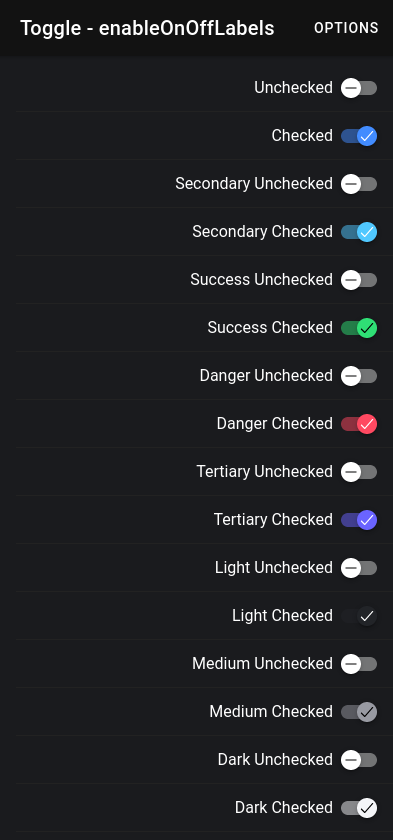 Toggle - enableOnOffLabels OPTIONS
Unchecked
Checked
Secondary Unchecked
Secondary Checked
Success Unchecked
Success Checked
Danger Unchecked
Danger Checked
Tertiary Unchecked
Tertiary Checked
Light Unchecked
Light Checked
Medium Unchecked
Medium Checked
Dark Unchecked
Dark Checked